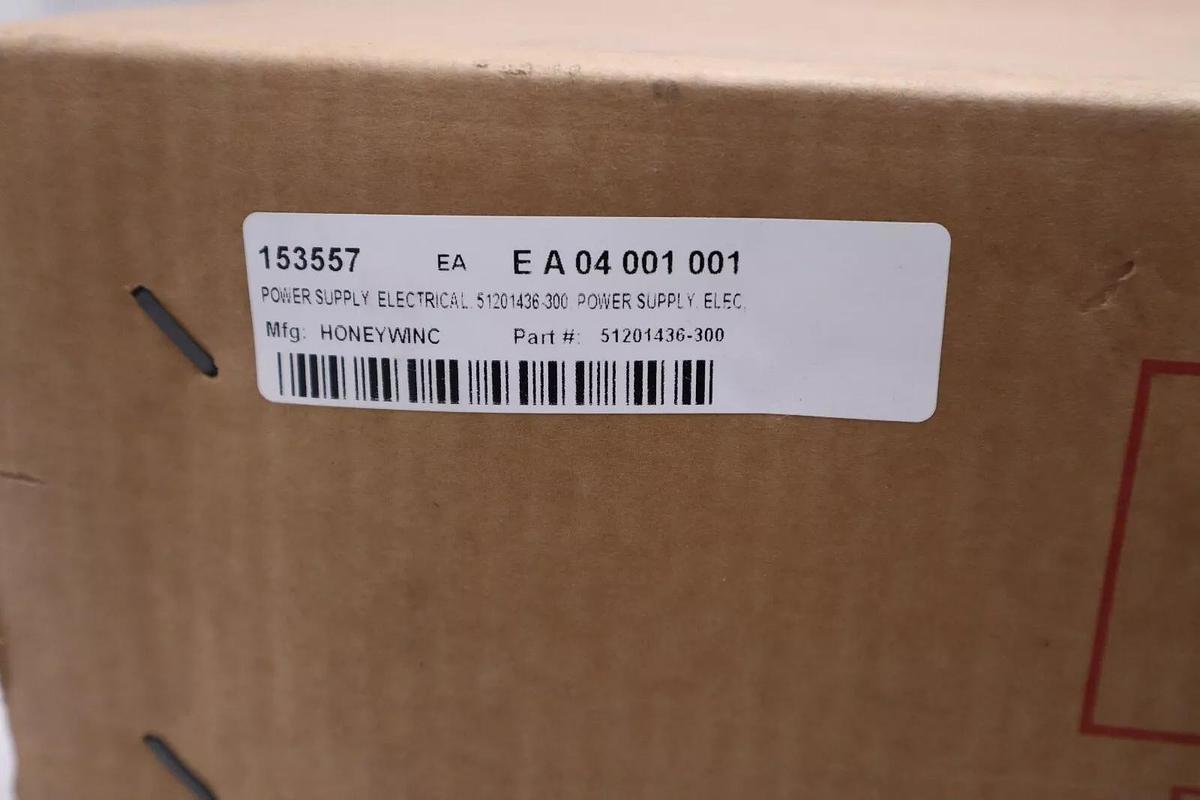 153557 EA E A 04 001 001
POWER SUPPLY, ELECTRICAL, 51201436-300, POWER SUPPLY, ELEC,
Mfg: HONEYWINC Part #: 51201436-300